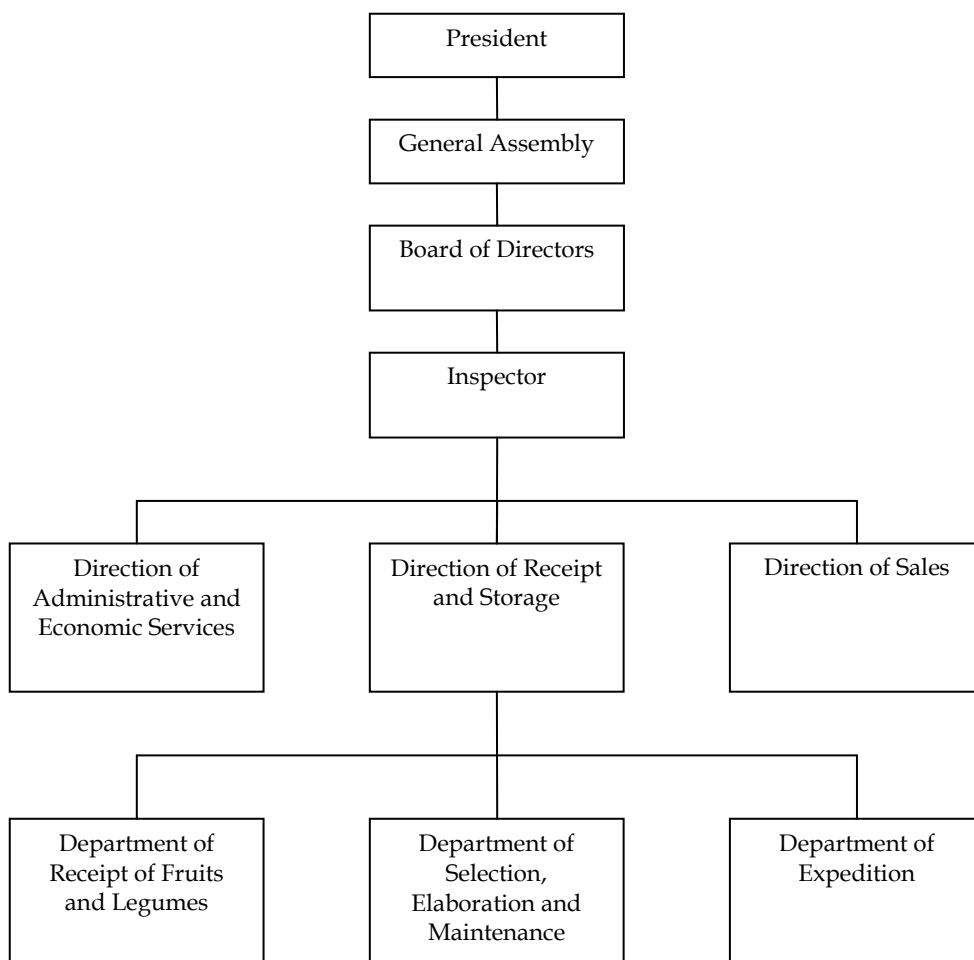 President
General Assembly
Board of Directors
Inspector
Direction of
Administrative and
Economic Services
Direction of Receipt
and Storage
Direction of Sales
Department of
Receipt of Fruits
and Legumes
Department of
Selection,
Elaboration and
Maintenance
Department of
Expedition